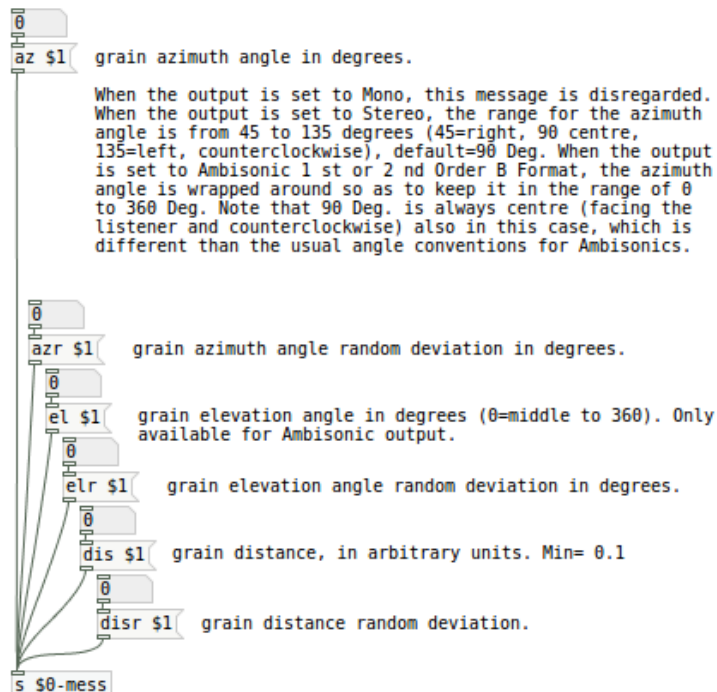 0
az $1
grain azimuth angle in degrees.
When the output is set to Mono, this message is disregarded.
When the output is set to Stereo, the range for the azimuth
angle is from 45 to 135 degrees (45=right, 90 centre,
135=left, counterclockwise), default=90 Deg. When the output
is set to Ambisonic 1 st or 2 nd Order B Format, the azimuth
angle is wrapped around so as to keep it in the range of 0
to 360 Deg. Note that 90 Deg. is always centre (facing the
listener and counterclockwise) also in this case, which is
different than the usual angle conventions for Ambisonics.
0
azr $1
grain azimuth angle random deviation in degrees.
0
el $1
grain elevation angle in degrees (0=middle to 360). Only
available for Ambisonic output.
0
elr $1
grain elevation angle random deviation in degrees.
0
dis $1
grain distance, in arbitrary units. Min= 0.1
0
disr $1
grain distance random deviation.
s $0-mess